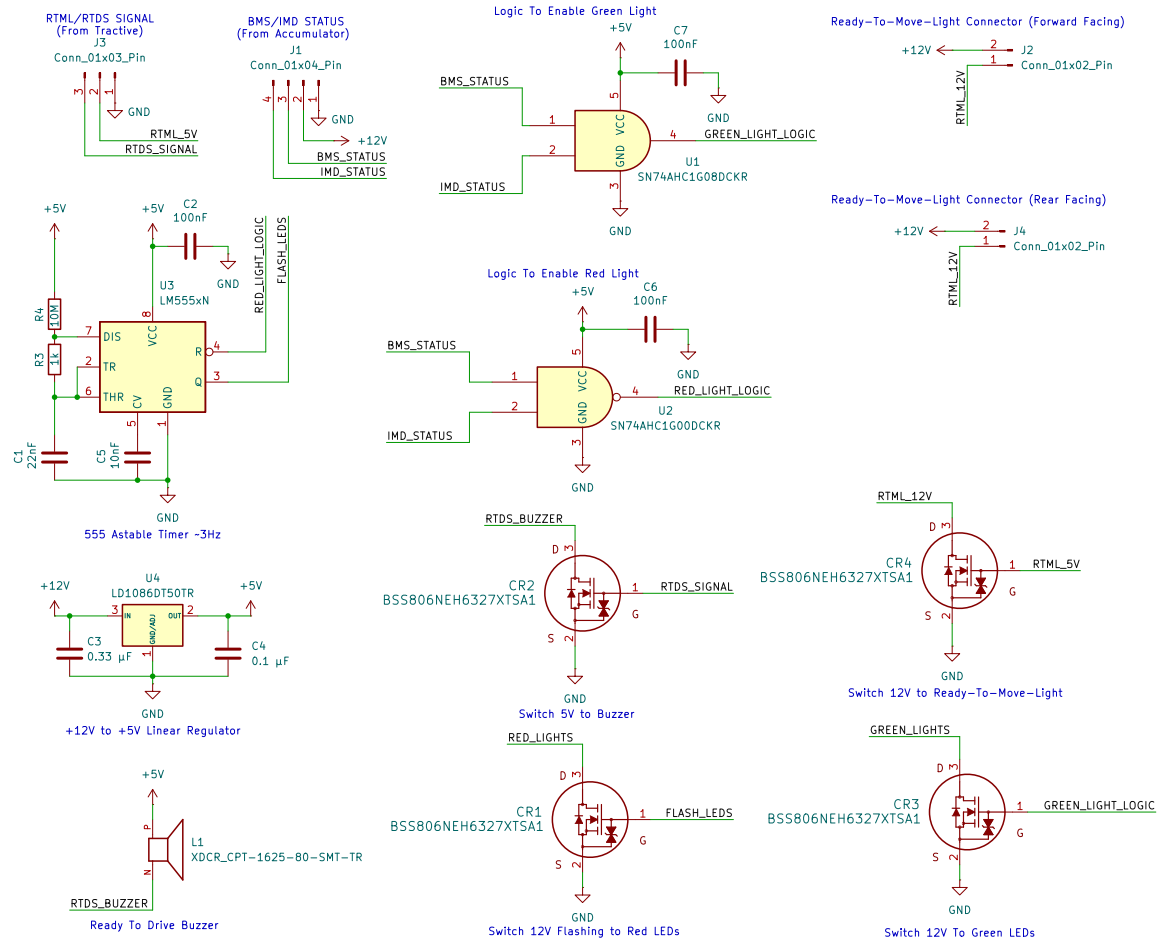 RTML/RTDS SIGNAL
(From Tractive)
J3
Conn_01x03_Pin
3
2
1
GND
RTML_5V
RTDS_SIGNAL
BMS/IMD STATUS
(From Accumulator)
J1
Conn_01x04_Pin
4
3
2
1
GND
+12V
BMS_STATUS
IMD_STATUS
Logic To Enable Green Light
+5V
C7
100nF
GND
BMS_STATUS
5
1
VCC
4
GREEN_LIGHT_LOGIC
2
GND
U1
SN74AHC1G08DCKR
IMD_STATUS
3
GND
Ready-To-Move-Light Connector (Forward Facing)
+12V
2
J2
1
Conn_01x02_Pin
RTML_12V
Ready-To-Move-Light Connector (Rear Facing)
+12V
2
J4
1
Conn_01x02_Pin
RTML_12V
+5V
+5V
C2
100nF
GND
RED_LIGHT_LOGIC
FLASH_LEDS
U3
LM555xN
R4
10M
8
7
DIS
VCC
R
4
R3
1k
2
TR
Q
3
6
THR
CV
GND
5
1
C1
22nF
C5
10nF
GND
555 Astable Timer ~3Hz
Logic To Enable Red Light
+5V
C6
100nF
GND
BMS_STATUS
5
1
VCC
4
RED_LIGHT_LOGIC
2
GND
U2
SN74AHC1G00DCKR
IMD_STATUS
3
GND
+12V
U4
LD1086DT50TR
+5V
3
IN
OUT
2
GND/ADJ
1
C3
0.33 µF
C4
0.1 µF
GND
+12V to +5V Linear Regulator
RTDS_BUZZER
D
3
CR2
BSS806NEH6327XTSA1
1
RTDS_SIGNAL
G
S
2
GND
Switch 5V to Buzzer
RTML_12V
D
3
CR4
BSS806NEH6327XTSA1
1
RTML_5V
G
S
2
GND
Switch 12V to Ready-To-Move-Light
+5V
P
L1
XDCR_CPT-1625-80-SMT-TR
N
RTDS_BUZZER
Ready To Drive Buzzer
RED_LIGHTS
D
3
CR1
BSS806NEH6327XTSA1
1
FLASH_LEDS
G
S
2
GND
Switch 12V Flashing to Red LEDs
GREEN_LIGHTS
D
3
CR3
BSS806NEH6327XTSA1
1
GREEN_LIGHT_LOGIC
G
S
2
GND
Switch 12V To Green LEDs